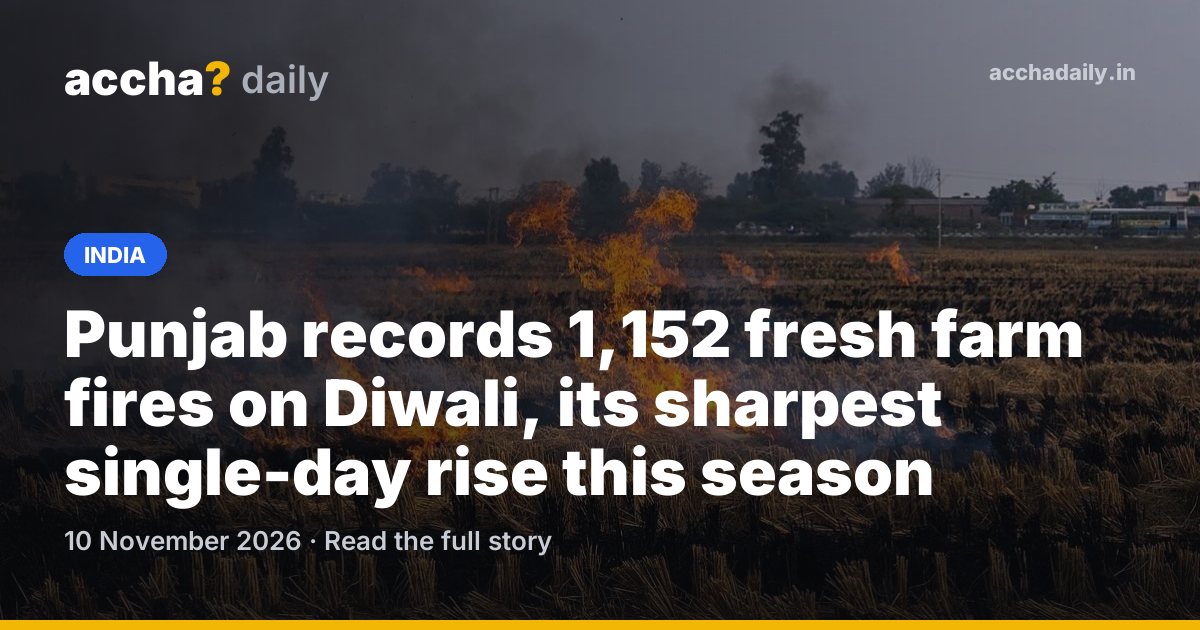 accha? daily
acchadaily.in
INDIA
Punjab records 1,152 fresh farm
fires on Diwali, its sharpest
single-day rise this season
10 November 2026 · Read the full story